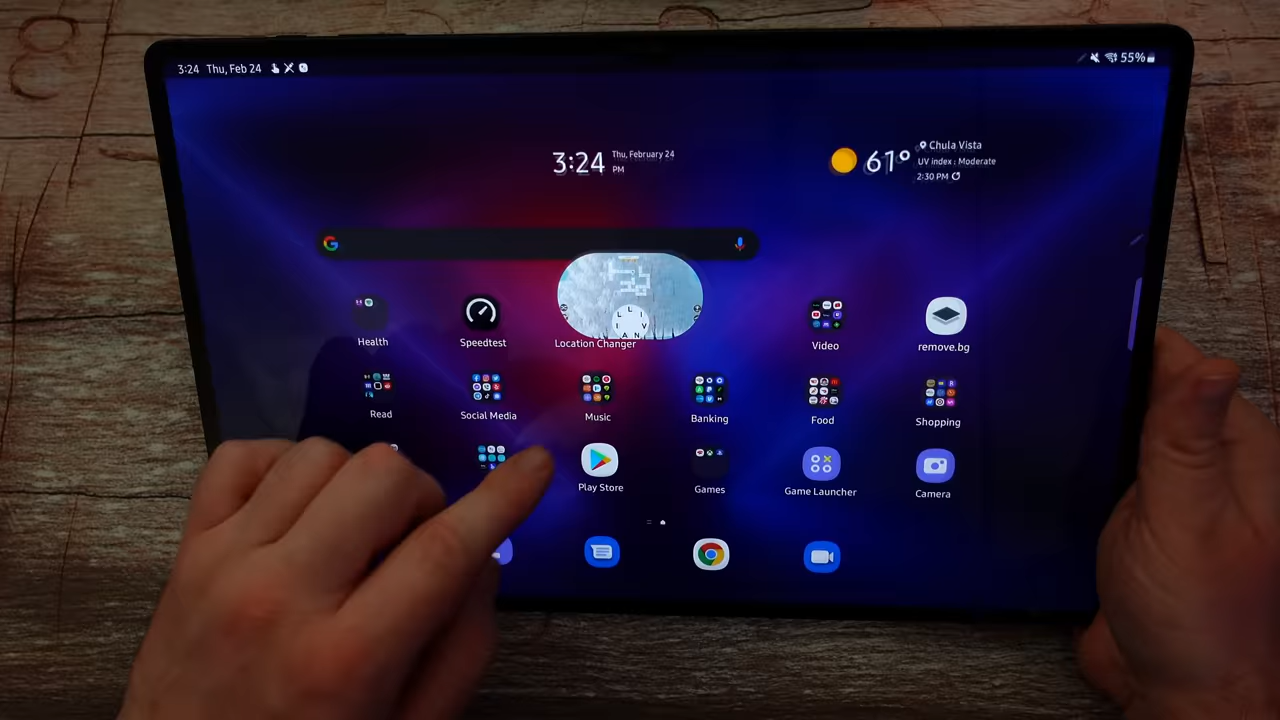 3:24 Thu, Feb 24
55%
3:24 Thu, February 24
PM
61°
Chula Vista
UV index : Moderate
2:30 PM
G
L L I
I V
A N
Health
Speedtest
Location Changer
Video
remove.bg
Read
Social Media
Music
Banking
Food
Shopping
Play Store
Games
Game Launcher
Camera